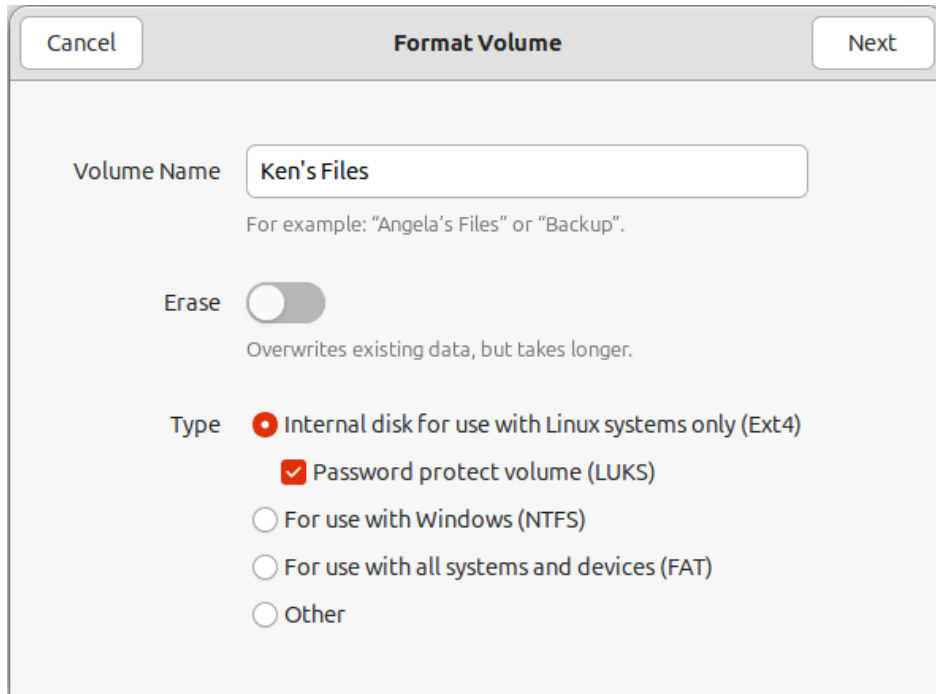 Cancel Format Volume Next
Volume Name Ken's Files
For example: “Angela’s Files” or “Backup”.
Erase
Overwrites existing data, but takes longer.
Type Internal disk for use with Linux systems only (Ext4)
Password protect volume (LUKS)
For use with Windows (NTFS)
For use with all systems and devices (FAT)
Other